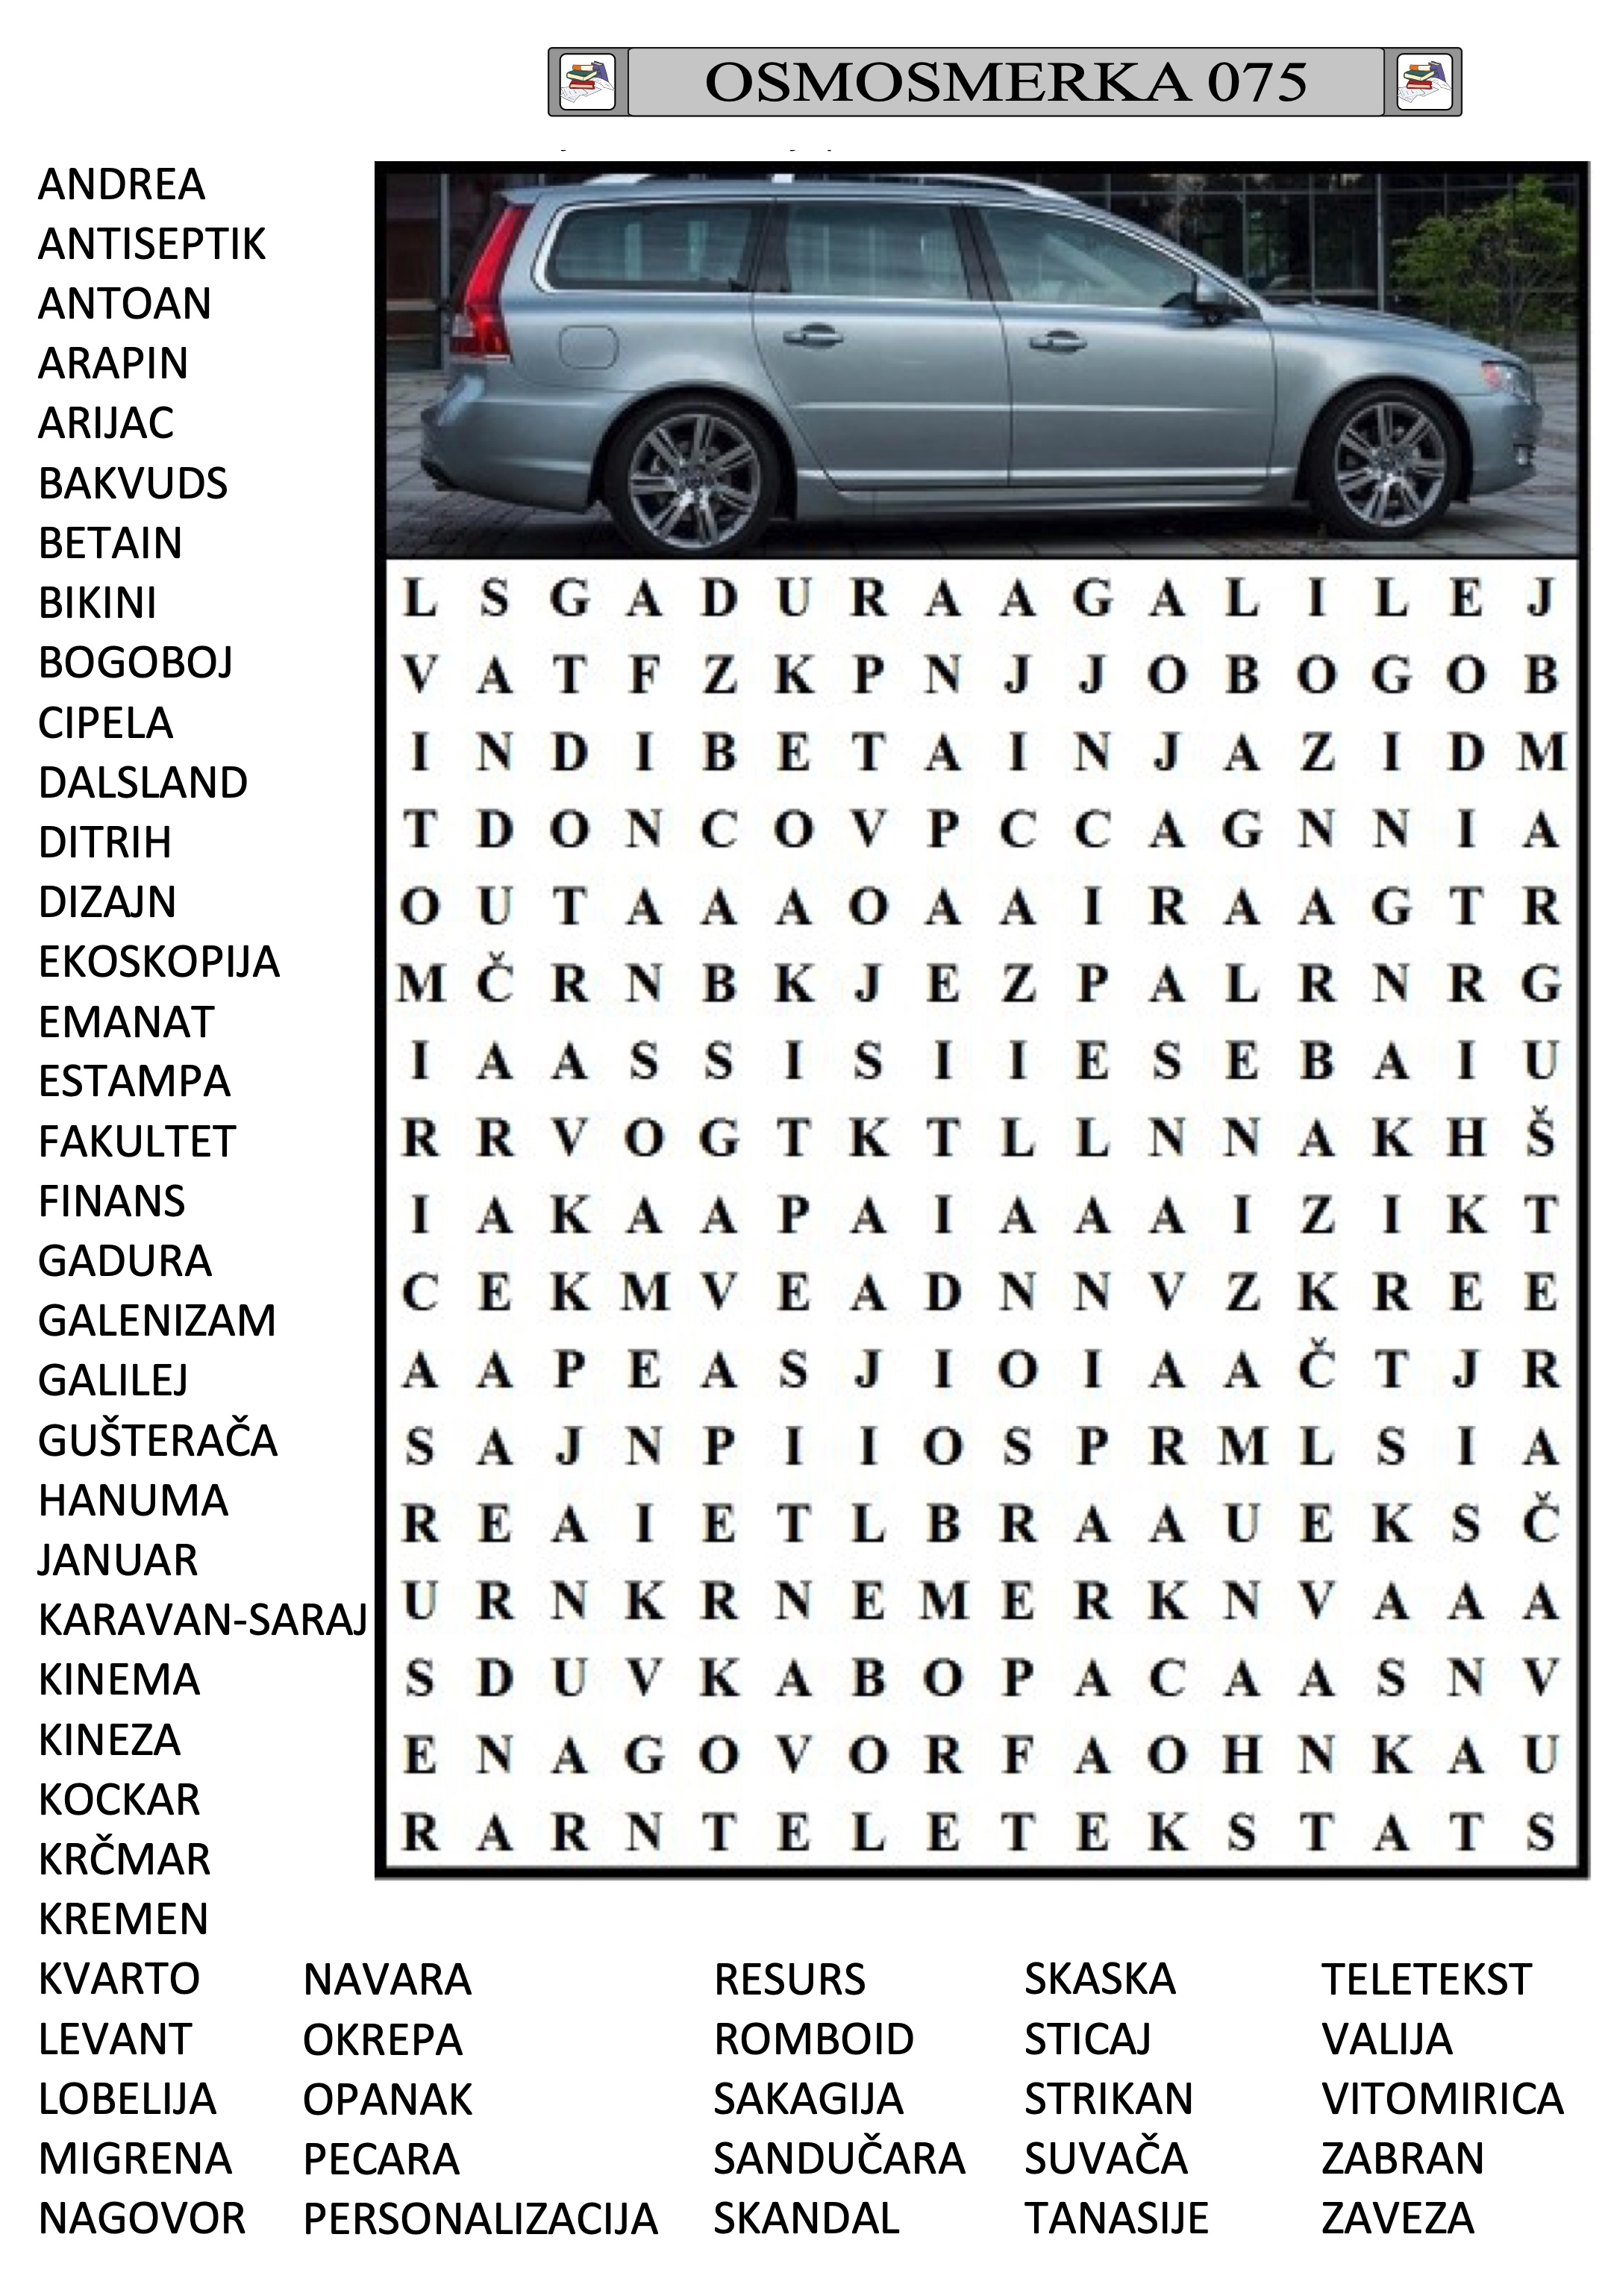 OSMOSMERKA 075
ANDREA
ANTISEPTIK
ANTOAN
ARAPIN
ARIJAC
BAKVUDS
BETAIN
BIKINI
BOGOBOJ
CIPELA
DALSLAND
DITRIH
DIZAJN
EKOSKOPIJA
EMANAT
ESTAMPA
FAKULTET
FINANS
GADURA
GALENIZAM
GALILEJ
GUŠTERAČA
HANUMA
JANUAR
KARAVAN-SARAJ
KINEMA
KINEZA
KOCKAR
KRČMAR
KREMEN
KVARTO
LEVANT
LOBELIJA
MIGRENA
NAGOVOR
L S G A D U R A A G A L I L E J
V A T F Z K P N J J O B O G O B
I N D I B E T A I N J A Z I D M
T D O N C O V P C C A G N N I A
O U T A A A O A A I R A A G T R
M Č R N B K J E Z P A L R N R G
I A A S S I S I I E S E B A I U
R R V O G T K T L L N N A K H Š
I A K A A P A I A A A I Z I K T
C E K M V E A D N N V Z K R E E
A A P E A S J I O I A A Č T J R
S A J N P I I O S P R M L S I A
R E A I E T L B R A A U E K S Č
U R N K R N E M E R K N V A A A
S D U V K A B O P A C A A S N V
E N A G O V O R F A O H N K A U
R A R N T E L E T E K S T A T S
NAVARA
OKREPA
OPANAK
PECARA
PERSONALIZACIJA
RESURS
ROMBOID
SAKAGIJA
SANDUČARA
SKANDAL
SKASKA
STICAJ
STRIKAN
SUVAČA
TANASIJE
TELETEKST
VALIJA
VITOMIRICA
ZABRAN
ZAVEZA